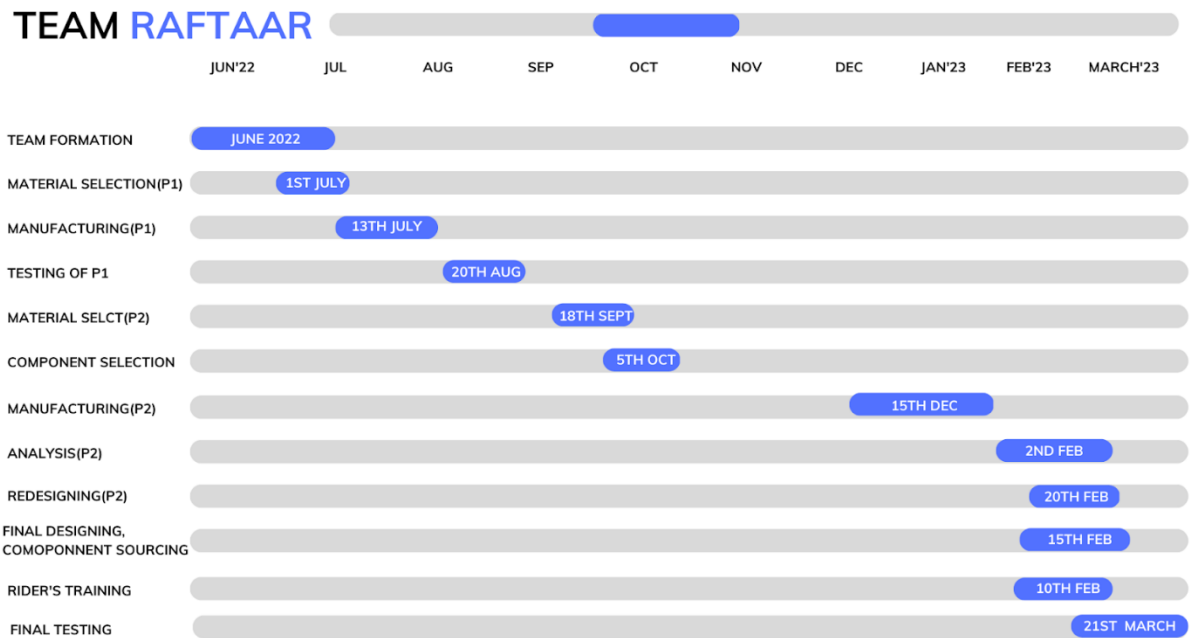 TEAM RAFTAAR
JUN'22 JUL AUG SEP OCT NOV DEC JAN'23 FEB'23 MARCH'23
TEAM FORMATION JUNE 2022
MATERIAL SELECTION(P1) 1ST JULY
MANUFACTURING(P1) 13TH JULY
TESTING OF P1 20TH AUG
MATERIAL SELCT(P2) 18TH SEPT
COMPONENT SELECTION 5TH OCT
MANUFACTURING(P2) 15TH DEC
ANALYSIS(P2) 2ND FEB
REDESIGNING(P2) 20TH FEB
FINAL DESIGNING,
COMOPONNENT SOURCING 15TH FEB
RIDER'S TRAINING 10TH FEB
FINAL TESTING 21ST MARCH